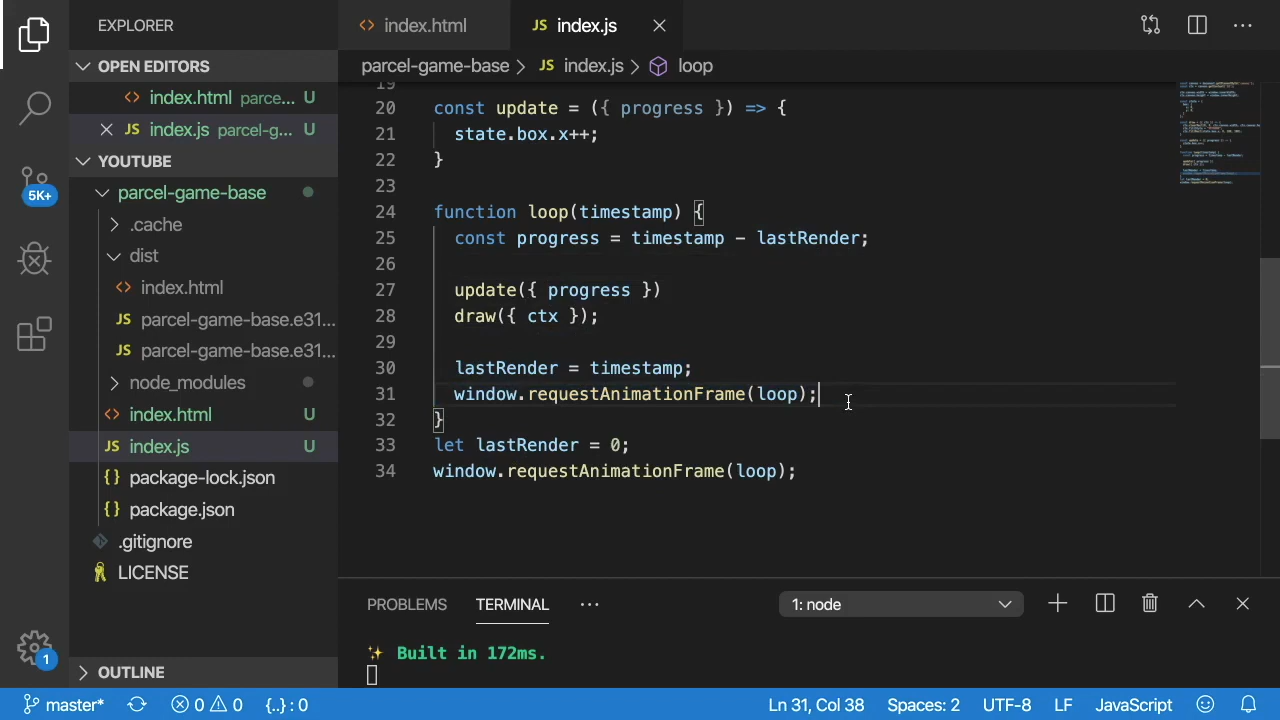 EXPLORER
OPEN EDITORS
index.html parce... U
JS index.js parcel-g... U
YOUTUBE
5K+
parcel-game-base
.cache
dist
index.html
JS parcel-game-base.e31...
JS parcel-game-base.e31...
node_modules
index.html U
JS index.js U
{} package-lock.json
{} package.json
.gitignore
LICENSE
1
OUTLINE
index.html
JS index.js
parcel-game-base > JS index.js > loop
19
20 const update = ({ progress }) => {
21 state.box.x++;
22 }
23
24 function loop(timestamp) {
25 const progress = timestamp - lastRender;
26
27 update({ progress })
28 draw({ ctx });
29
30 lastRender = timestamp;
31 window.requestAnimationFrame(loop);
32 }
33 let lastRender = 0;
34 window.requestAnimationFrame(loop);
PROBLEMS TERMINAL ... 1: node
✨ Built in 172ms.
master* 0 0 {..} : 0 Ln 31, Col 38 Spaces: 2 UTF-8 LF JavaScript